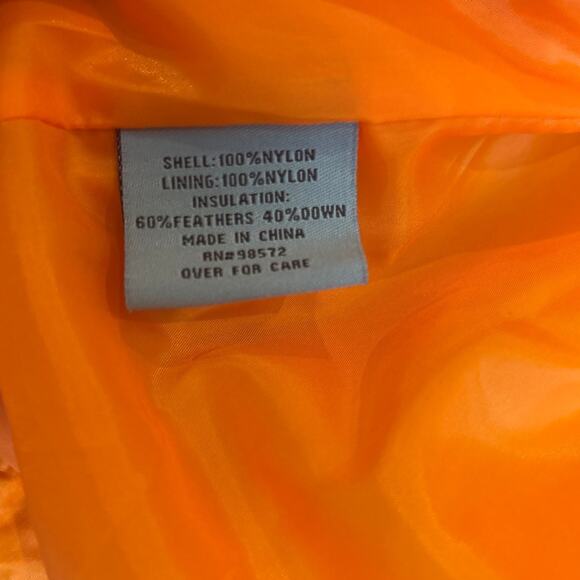 SHELL:100%NYLON
LINING:100%NYLON
INSULATION:
60%FEATHERS 40%DOWN
MADE IN CHINA
RN#98572
OVER FOR CARE